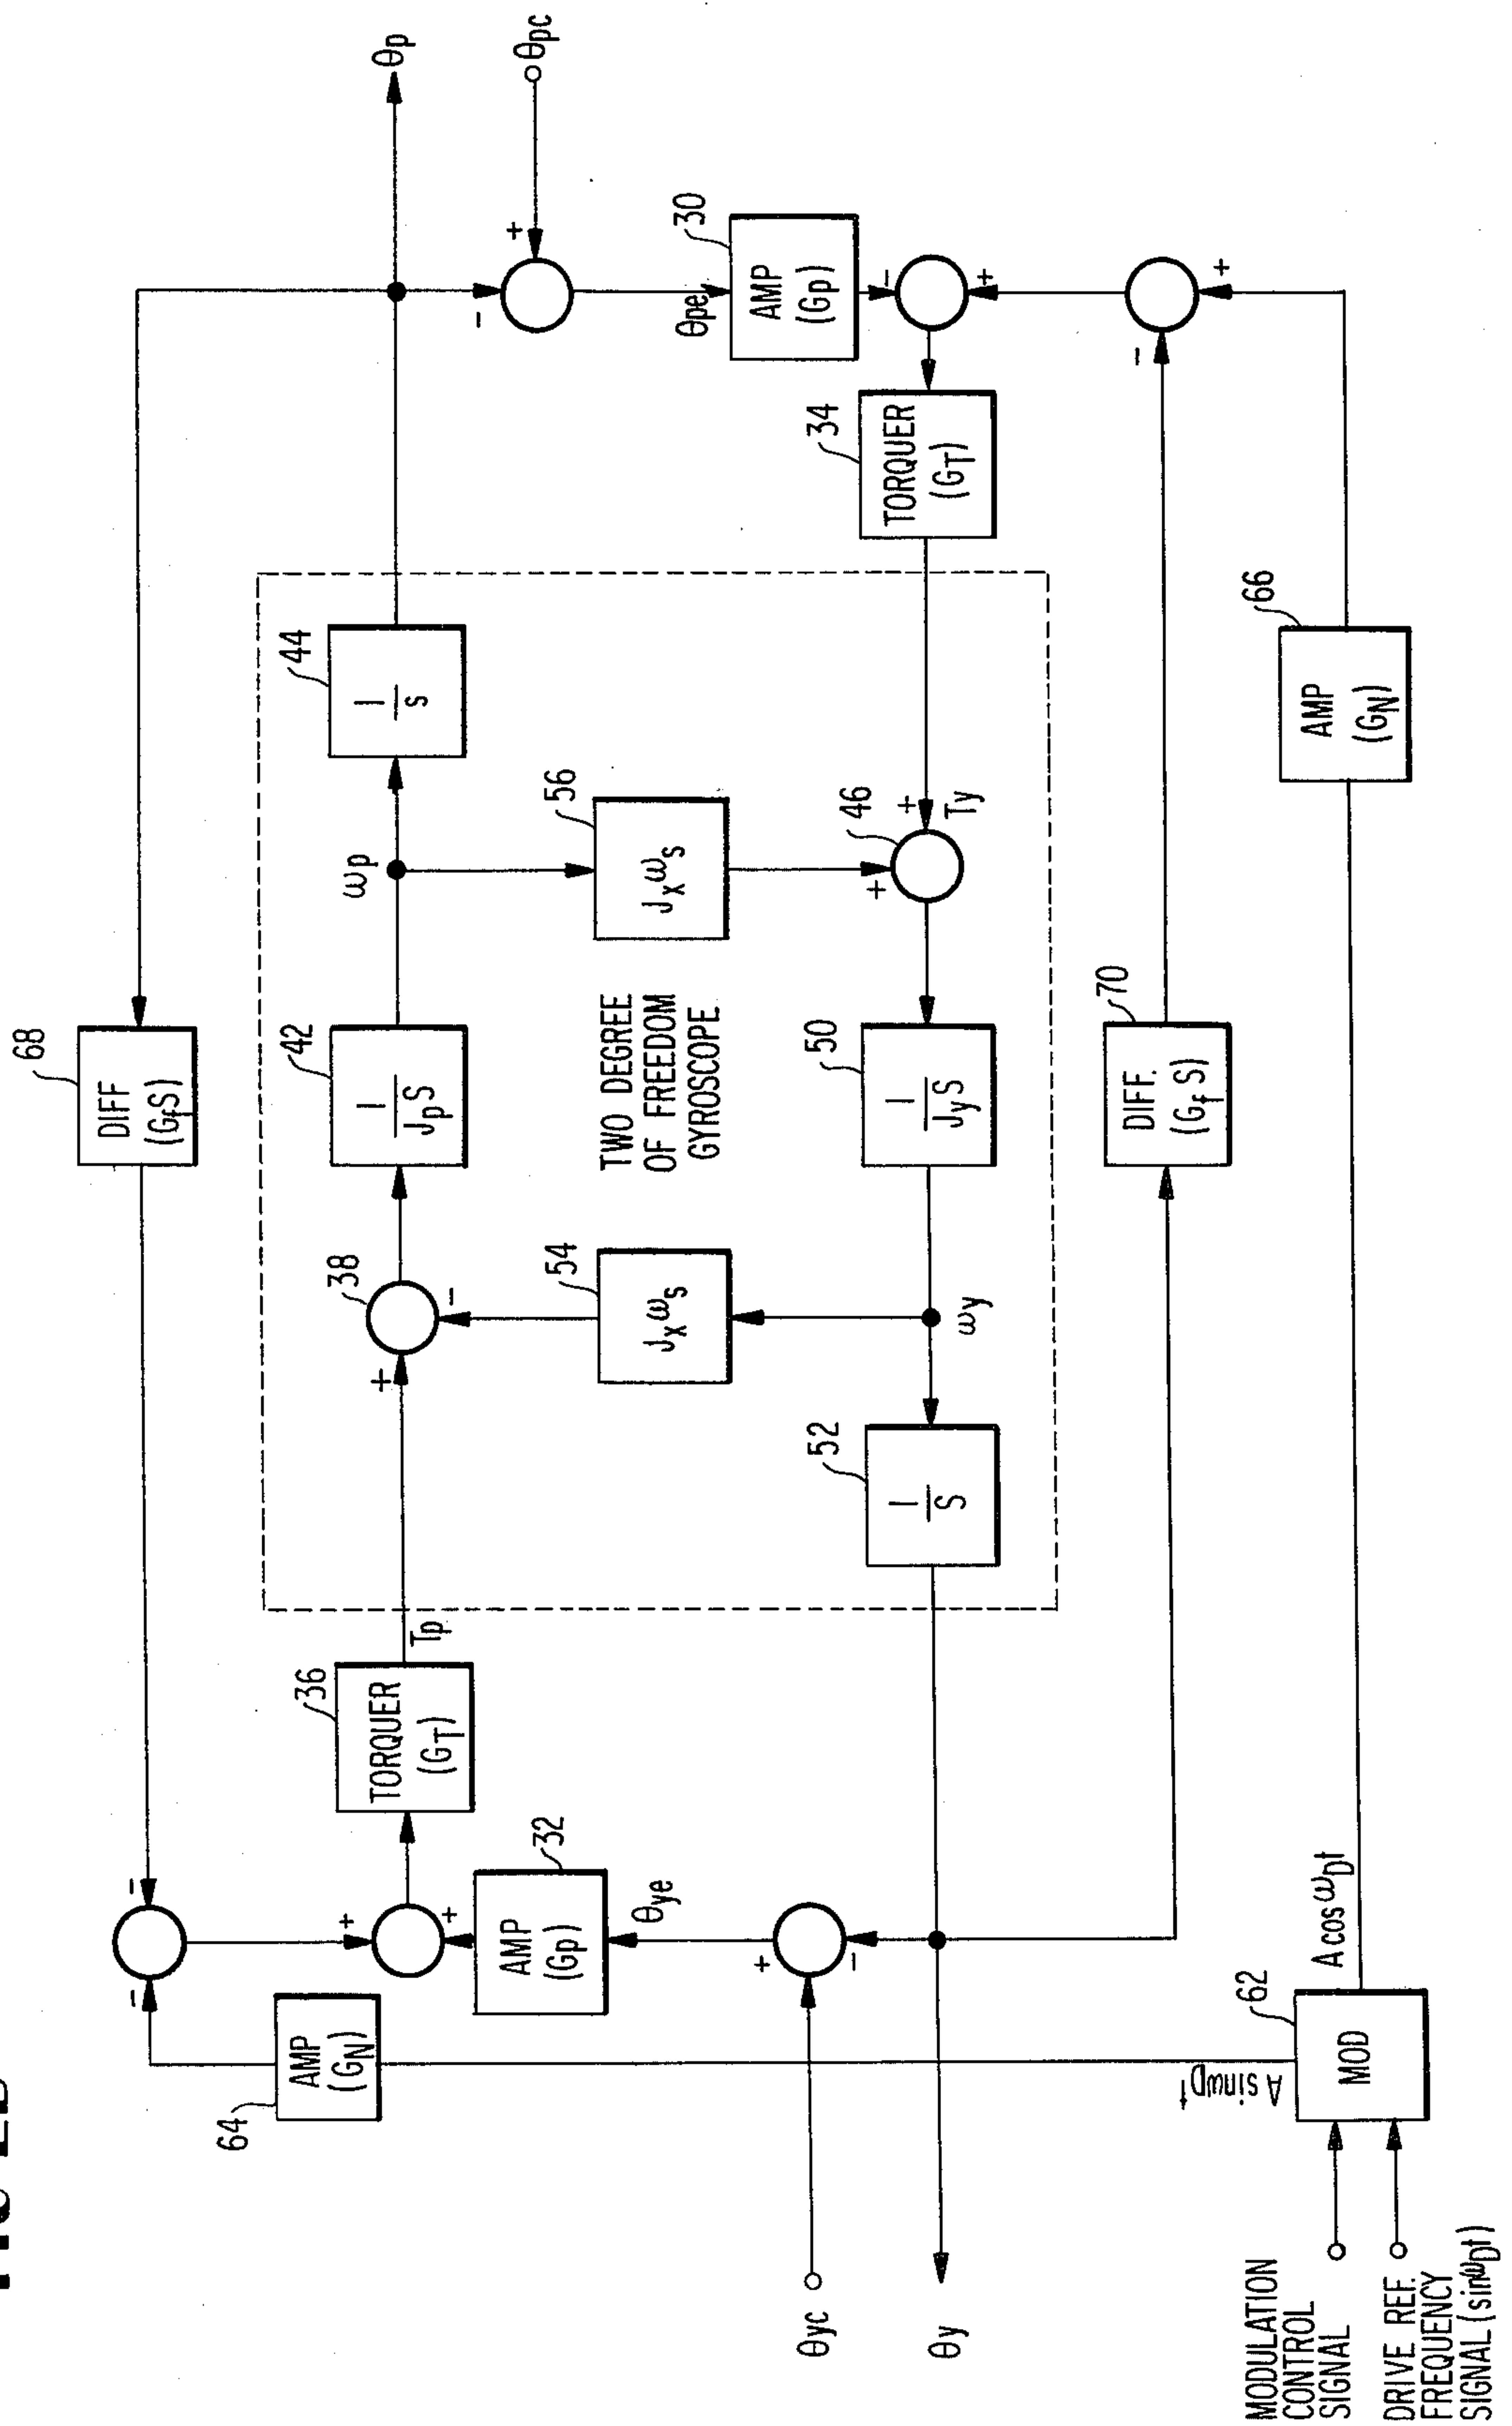 68
DIFF
(GfS)
θp
θpc
+
-
44
1
s
42
1
JpS
ωp
38
+
-
36
TORQUER
(GT)
Tp
-
-
+
+
64
AMP
(GN)
32
AMP
(Gp)
θye
+
-
56
Jxωs
54
Jxωs
TWO DEGREE
OF FREEDOM
GYROSCOPE
30
AMP
(Gp)
θpe
-
+
34
TORQUER
(GT)
46
+
+
Ty
50
1
JyS
ωy
52
1
S
-
+
70
DIFF.
(GfS)
66
AMP
(GN)
A cosωDt
A sinωDt
62
MOD
θyc
θy
MODULATION
CONTROL
SIGNAL
DRIVE REF.
FREQUENCY
SIGNAL (sinωDt)